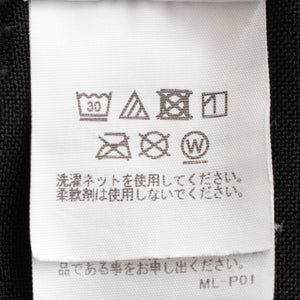 30
W
洗濯ネットを使用してください。
柔軟剤は使用しないでください。
品である事をお申し出ください。
ML-P01